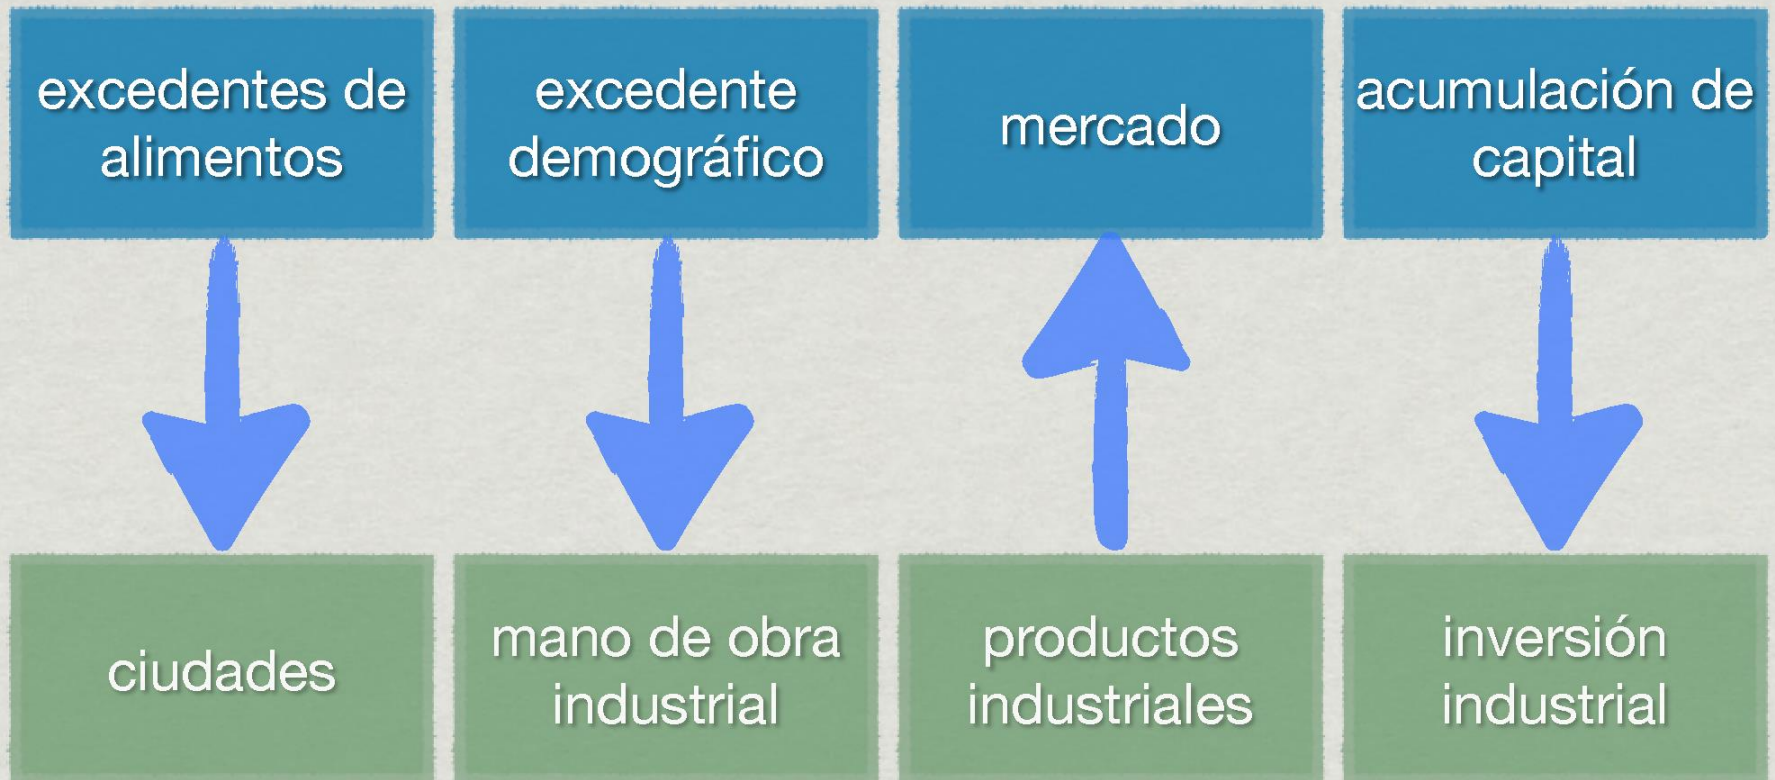 excedentes de
alimentos
excedente
demográfico
mercado
acumulación de
capital
ciudades
mano de obra
industrial
productos
industriales
inversión
industrial